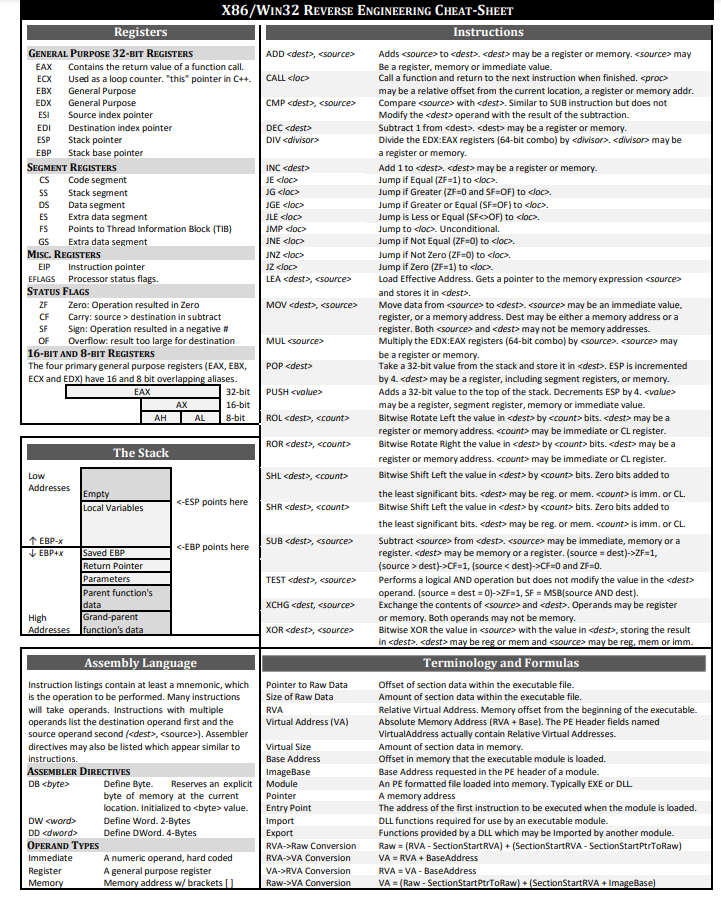 X86/WIN32 REVERSE ENGINEERING CHEAT-SHEET
Registers
GENERAL PURPOSE 32-BIT REGISTERS
EAX Contains the return value of a function call.
ECX Used as a loop counter. "this" pointer in C++.
EBX General Purpose
EDX General Purpose
ESI Source index pointer
EDI Destination index pointer
ESP Stack pointer
EBP Stack base pointer
SEGMENT REGISTERS
CS Code segment
SS Stack segment
DS Data segment
ES Extra data segment
FS Points to Thread Information Block (TIB)
GS Extra data segment
MISC. REGISTERS
EIP Instruction pointer
EFLAGS Processor status flags.
STATUS FLAGS
ZF Zero: Operation resulted in Zero
CF Carry: source > destination in subtract
SF Sign: Operation resulted in a negative #
OF Overflow: result too large for destination
16-BIT AND 8-BIT REGISTERS
The four primary general purpose registers (EAX, EBX,
ECX and EDX) have 16 and 8 bit overlapping aliases.
EAX 32-bit
AX 16-bit
AH AL 8-bit
The Stack
Low
Addresses
Empty
<-ESP points here
Local Variables
↑ EBP-x
<-EBP points here
↓ EBP+x Saved EBP
Return Pointer
Parameters
Parent function's
data
High
Addresses
Grand-parent
function's data
Instructions
ADD <dest>, <source> Adds <source> to <dest>. <dest> may be a register or memory. <source> may
Be a register, memory or immediate value.
CALL <loc> Call a function and return to the next instruction when finished. <proc>
may be a relative offset from the current location, a register or memory addr.
CMP <dest>, <source> Compare <source> with <dest>. Similar to SUB instruction but does not
Modify the <dest> operand with the result of the subtraction.
DEC <dest> Subtract 1 from <dest>. <dest> may be a register or memory.
DIV <divisor> Divide the EDX:EAX registers (64-bit combo) by <divisor>. <divisor> may be
a register or memory.
INC <dest> Add 1 to <dest>. <dest> may be a register or memory.
JE <loc> Jump if Equal (ZF=1) to <loc>.
JG <loc> Jump if Greater (ZF=0 and SF=OF) to <loc>.
JGE <loc> Jump if Greater or Equal (SF=OF) to <loc>.
JLE <loc> Jump is Less or Equal (SF<>OF) to <loc>.
JMP <loc> Jump to <loc>. Unconditional.
JNE <loc> Jump if Not Equal (ZF=0) to <loc>.
JNZ <loc> Jump if Not Zero (ZF=0) to <loc>.
JZ <loc> Jump if Zero (ZF=1) to <loc>.
LEA <dest>, <source> Load Effective Address. Gets a pointer to the memory expression <source>
and stores it in <dest>.
MOV <dest>, <source> Move data from <source> to <dest>. <source> may be an immediate value,
register, or a memory address. Dest may be either a memory address or a
register. Both <source> and <dest> may not be memory addresses.
MUL <source> Multiply the EDX:EAX registers (64-bit combo) by <source>. <source> may
be a register or memory.
POP <dest> Take a 32-bit value from the stack and store it in <dest>. ESP is incremented
by 4. <dest> may be a register, including segment registers, or memory.
PUSH <value> Adds a 32-bit value to the top of the stack. Decrements ESP by 4. <value>
may be a register, segment register, memory or immediate value.
ROL <dest>, <count> Bitwise Rotate Left the value in <dest> by <count> bits. <dest> may be a
register or memory address. <count> may be immediate or CL register.
ROR <dest>, <count> Bitwise Rotate Right the value in <dest> by <count> bits. <dest> may be a
register or memory address. <count> may be immediate or CL register.
SHL <dest>, <count> Bitwise Shift Left the value in <dest> by <count> bits. Zero bits added to
the least significant bits. <dest> may be reg. or mem. <count> is imm. or CL.
SHR <dest>, <count> Bitwise Shift Left the value in <dest> by <count> bits. Zero bits added to
the least significant bits. <dest> may be reg. or mem. <count> is imm. or CL.
SUB <dest>, <source> Subtract <source> from <dest>. <source> may be immediate, memory or a
register. <dest> may be memory or a register. (source = dest)->ZF=1,
(source > dest)->CF=1, (source < dest)->CF=0 and ZF=0.
TEST <dest>, <source> Performs a logical AND operation but does not modify the value in the <dest>
operand. (source = dest = 0)->ZF=1, SF = MSB(source AND dest).
XCHG <dest, <source> Exchange the contents of <source> and <dest>. Operands may be register
or memory. Both operands may not be memory.
XOR <dest>, <source> Bitwise XOR the value in <source> with the value in <dest>, storing the result
in <dest>. <dest> may be reg or mem and <source> may be reg, mem or imm.
Assembly Language
Instruction listings contain at least a mnemonic, which
is the operation to be performed. Many instructions
will take operands. Instructions with multiple
operands list the destination operand first and the
source operand second (<dest>, <source>). Assembler
directives may also be listed which appear similar to
instructions.
ASSEMBLER DIRECTIVES
DB <byte> Define Byte. Reserves an explicit
byte of memory at the current
location. Initialized to <byte> value.
DW <word> Define Word. 2-Bytes
DD <dword> Define DWord. 4-Bytes
OPERAND TYPES
Immediate A numeric operand, hard coded
Register A general purpose register
Memory Memory address w/ brackets [ ]
Terminology and Formulas
Pointer to Raw Data Offset of section data within the executable file.
Size of Raw Data Amount of section data within the executable file.
RVA Relative Virtual Address. Memory offset from the beginning of the executable.
Virtual Address (VA) Absolute Memory Address (RVA + Base). The PE Header fields named
VirtualAddress actually contain Relative Virtual Addresses.
Virtual Size Amount of section data in memory.
Base Address Offset in memory that the executable module is loaded.
ImageBase Base Address requested in the PE header of a module.
Module An PE formatted file loaded into memory. Typically EXE or DLL.
Pointer A memory address
Entry Point The address of the first instruction to be executed when the module is loaded.
Import DLL functions required for use by an executable module.
Export Functions provided by a DLL which may be Imported by another module.
RVA->Raw Conversion Raw = (RVA - SectionStartRVA) + (SectionStartRVA - SectionStartPtrToRaw)
RVA->VA Conversion VA = RVA + BaseAddress
VA->RVA Conversion RVA = VA - BaseAddress
Raw->VA Conversion VA = (Raw - SectionStartPtrToRaw) + (SectionStartRVA + ImageBase)